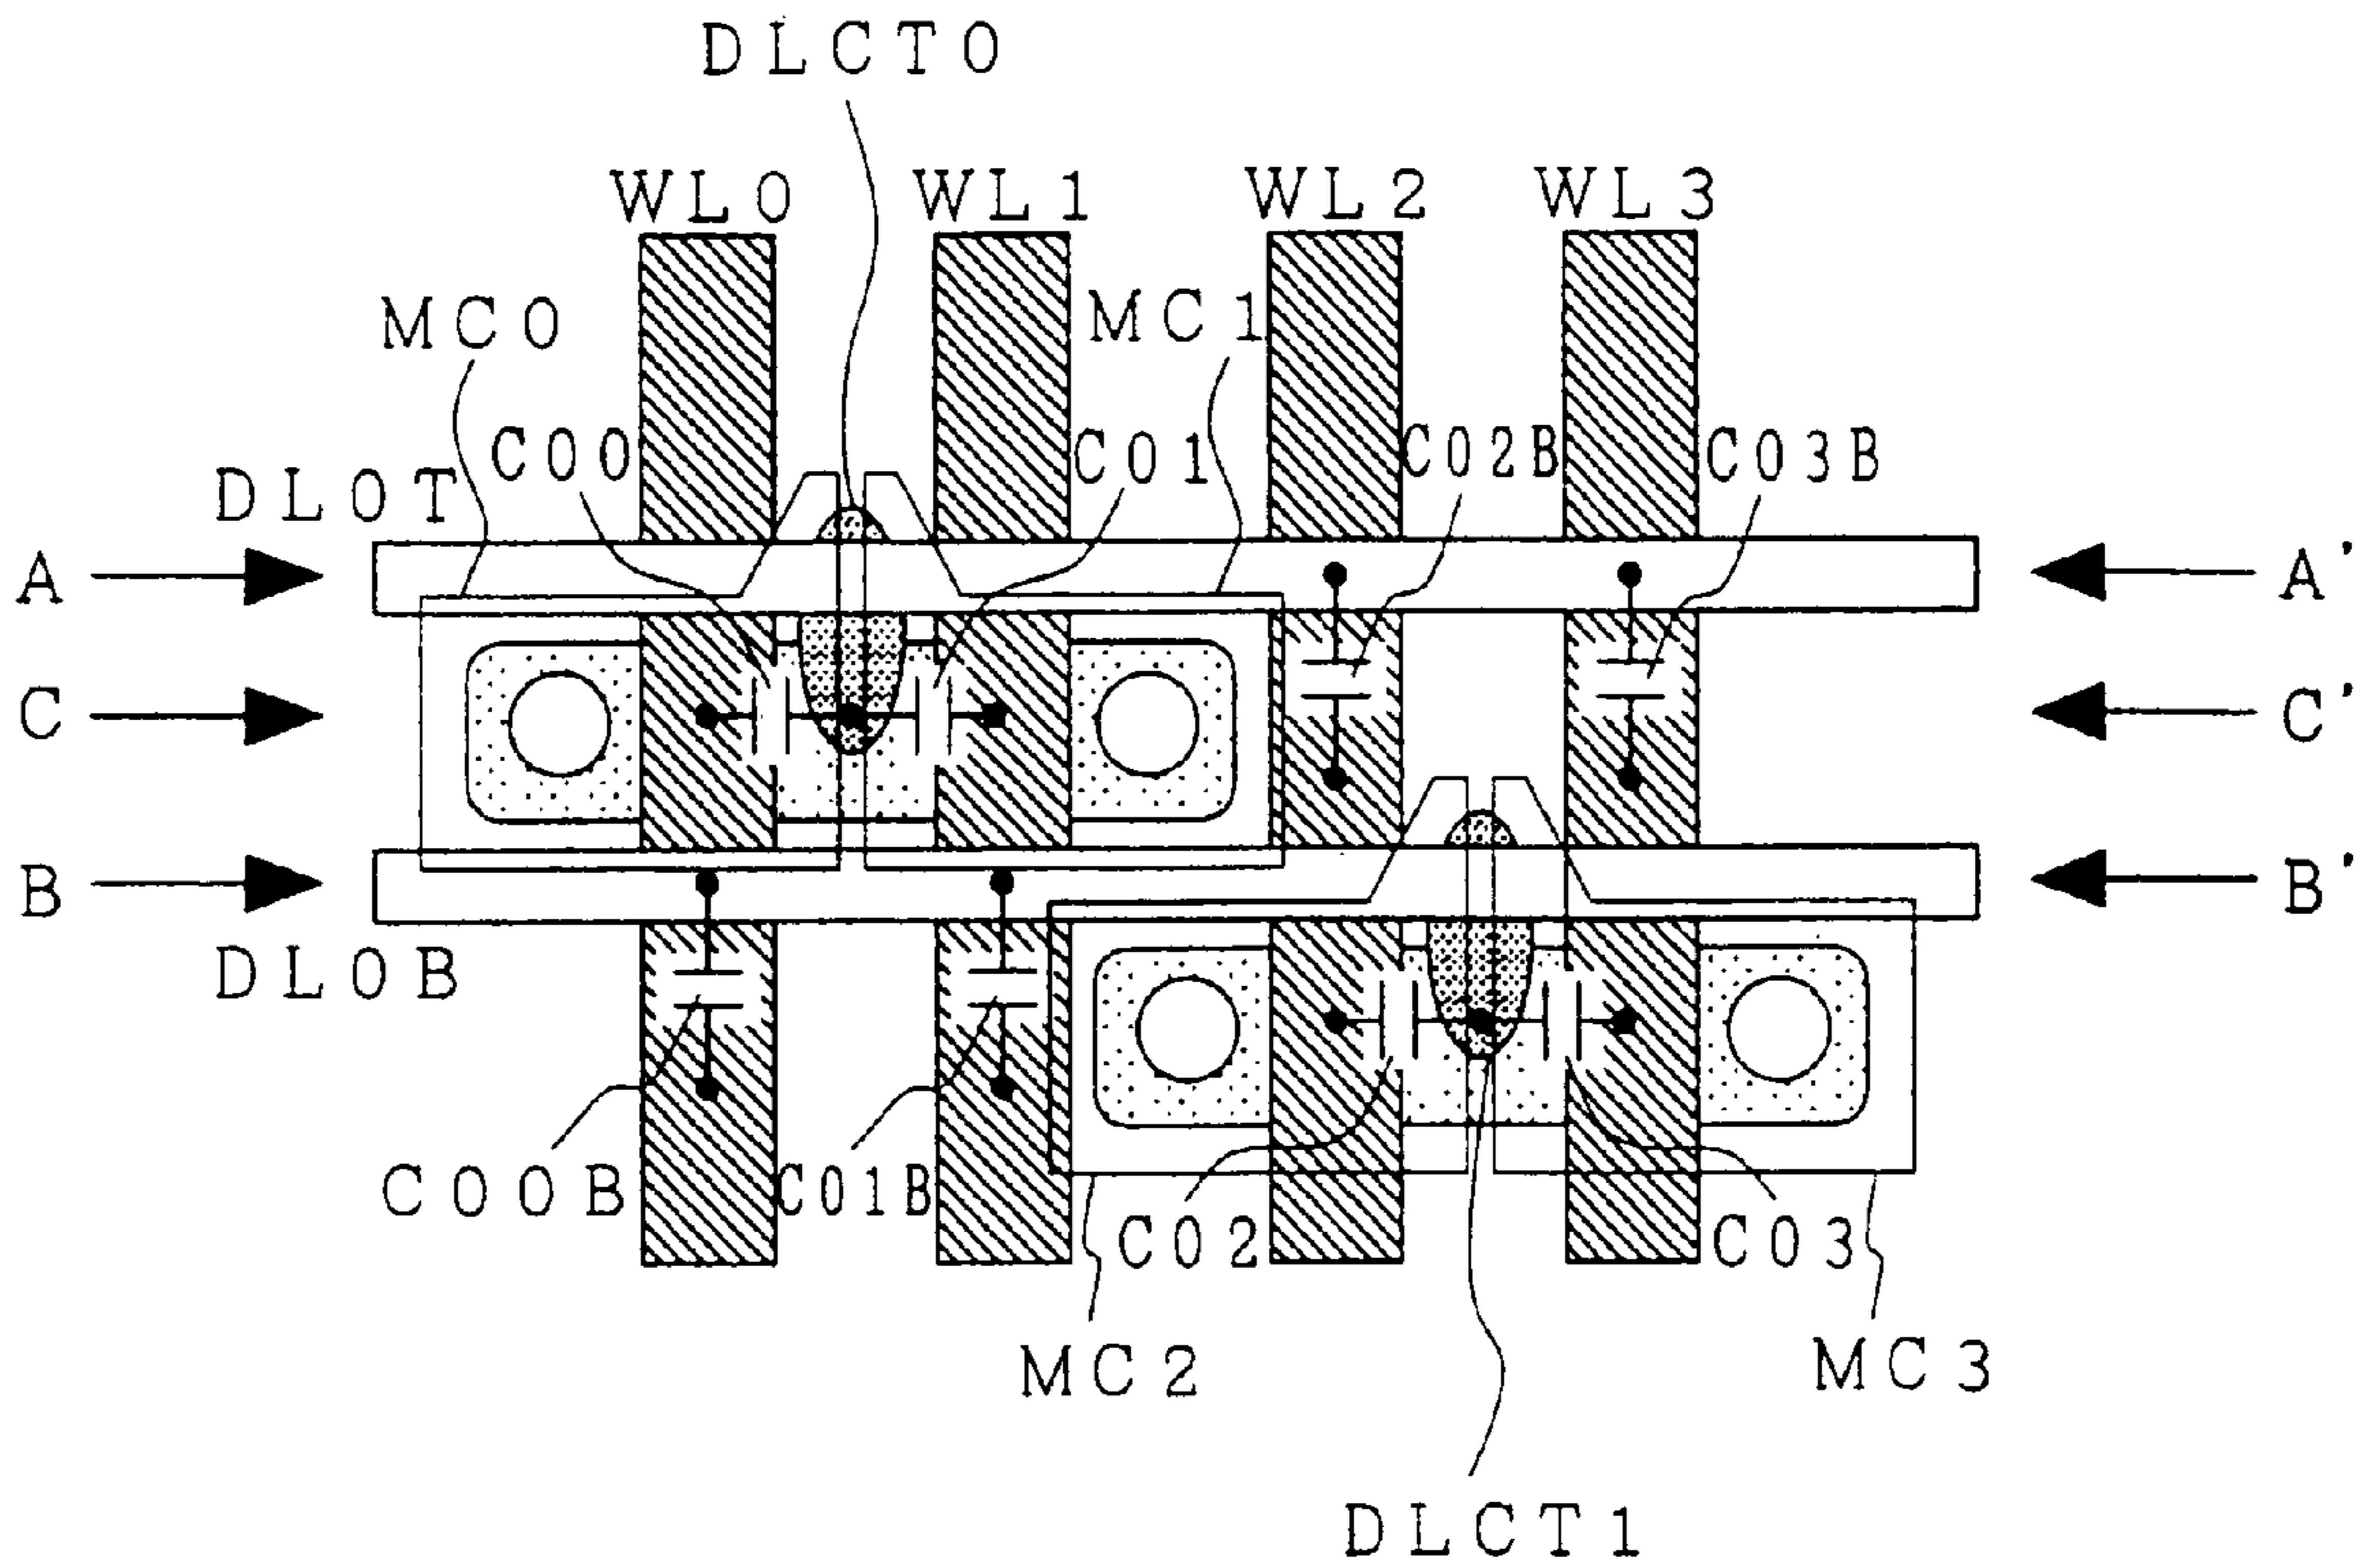 DLCT0
WL0 WL1 WL2 WL3
MC0 MC1
C00 C01 C02B C03B
DL0T
A A'
C C'
B B'
DL0B
C00B C01B C02 C03
MC2 MC3
DLCT1